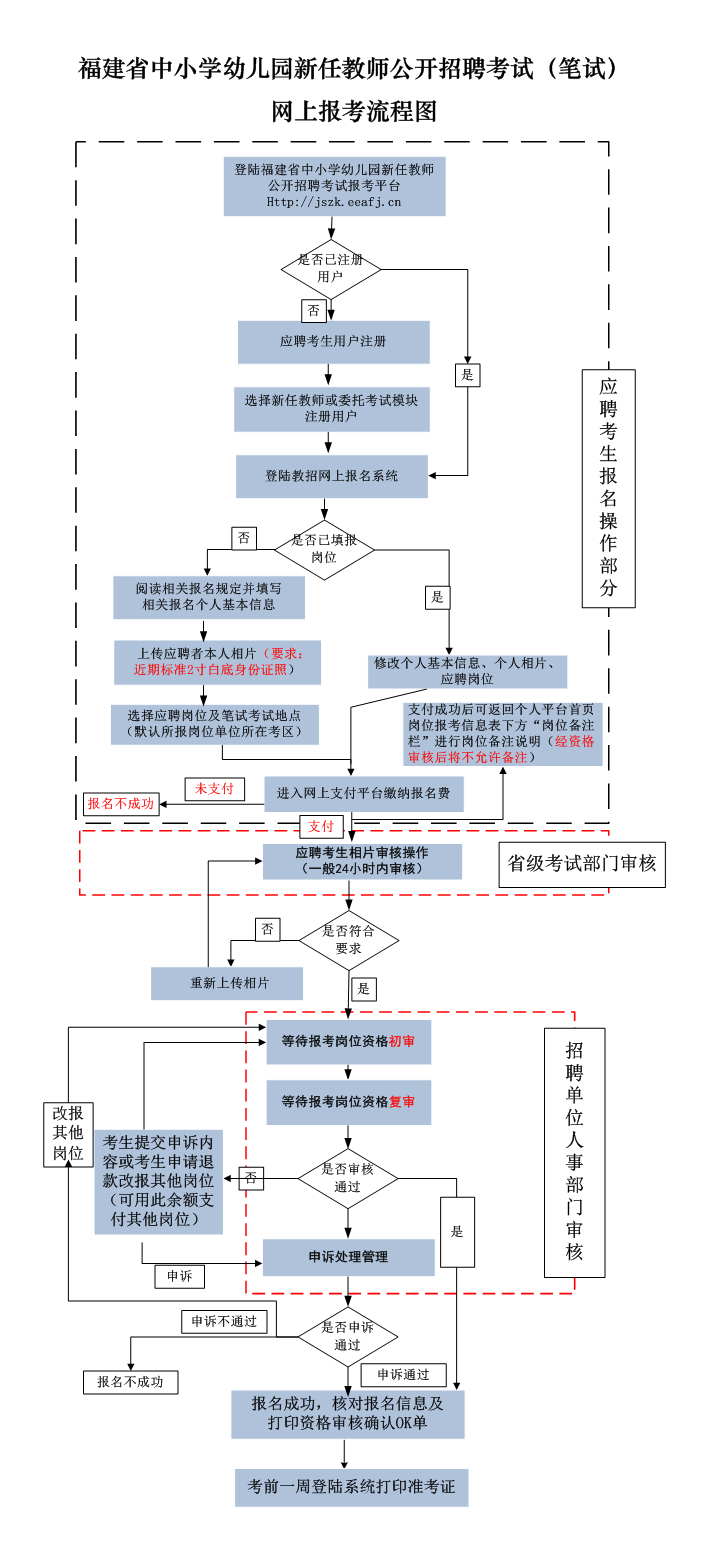 福建省中小学幼儿园新任教师公开招聘考试（笔试）
网上报考流程图
登陆福建省中小学幼儿园新任教师
公开招聘考试报考平台
Http://jszk.eeafj.cn
是否已注册
用户
否
应聘考生用户注册
是
选择新任教师或委托考试模块
注册用户
登陆教招网上报名系统
应聘考生报名操作部分
是否已填报
岗位
否
阅读相关报名规定并填写
相关报名个人基本信息
是
上传应聘者本人相片（要求：
近期标准2寸白底身份证照）
修改个人基本信息、个人相片、
应聘岗位
选择应聘岗位及笔试考试地点
（默认所报岗位单位所在考区）
支付成功后可返回个人平台首页
岗位报考信息表下方“岗位备注
栏”进行岗位备注说明（经资格
审核后将不允许备注）
未支付
报名不成功
进入网上支付平台缴纳报名费
支付
应聘考生相片审核操作
（一般24小时内审核）
省级考试部门审核
是否符合
要求
否
重新上传相片
是
等待报考岗位资格初审
招聘单位人事部门审核
等待报考岗位资格复审
改报
其他
岗位
考生提交申诉内
容或考生申请退
款改报其他岗位
（可用此余额支
付其他岗位）
是否审核
通过
否
是
申诉处理管理
申诉
申诉不通过
是否申诉
通过
报名不成功
申诉通过
报名成功，核对报名信息及
打印资格审核确认OK单
考前一周登陆系统打印准考证